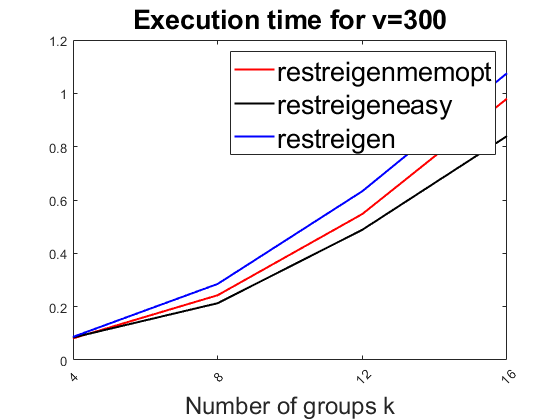 Execution time for v=300
1.2
1
0.8
0.6
0.4
0.2
0
restreigenmemopt
restreigeneasy
restreigen
4 8 12 16
Number of groups k